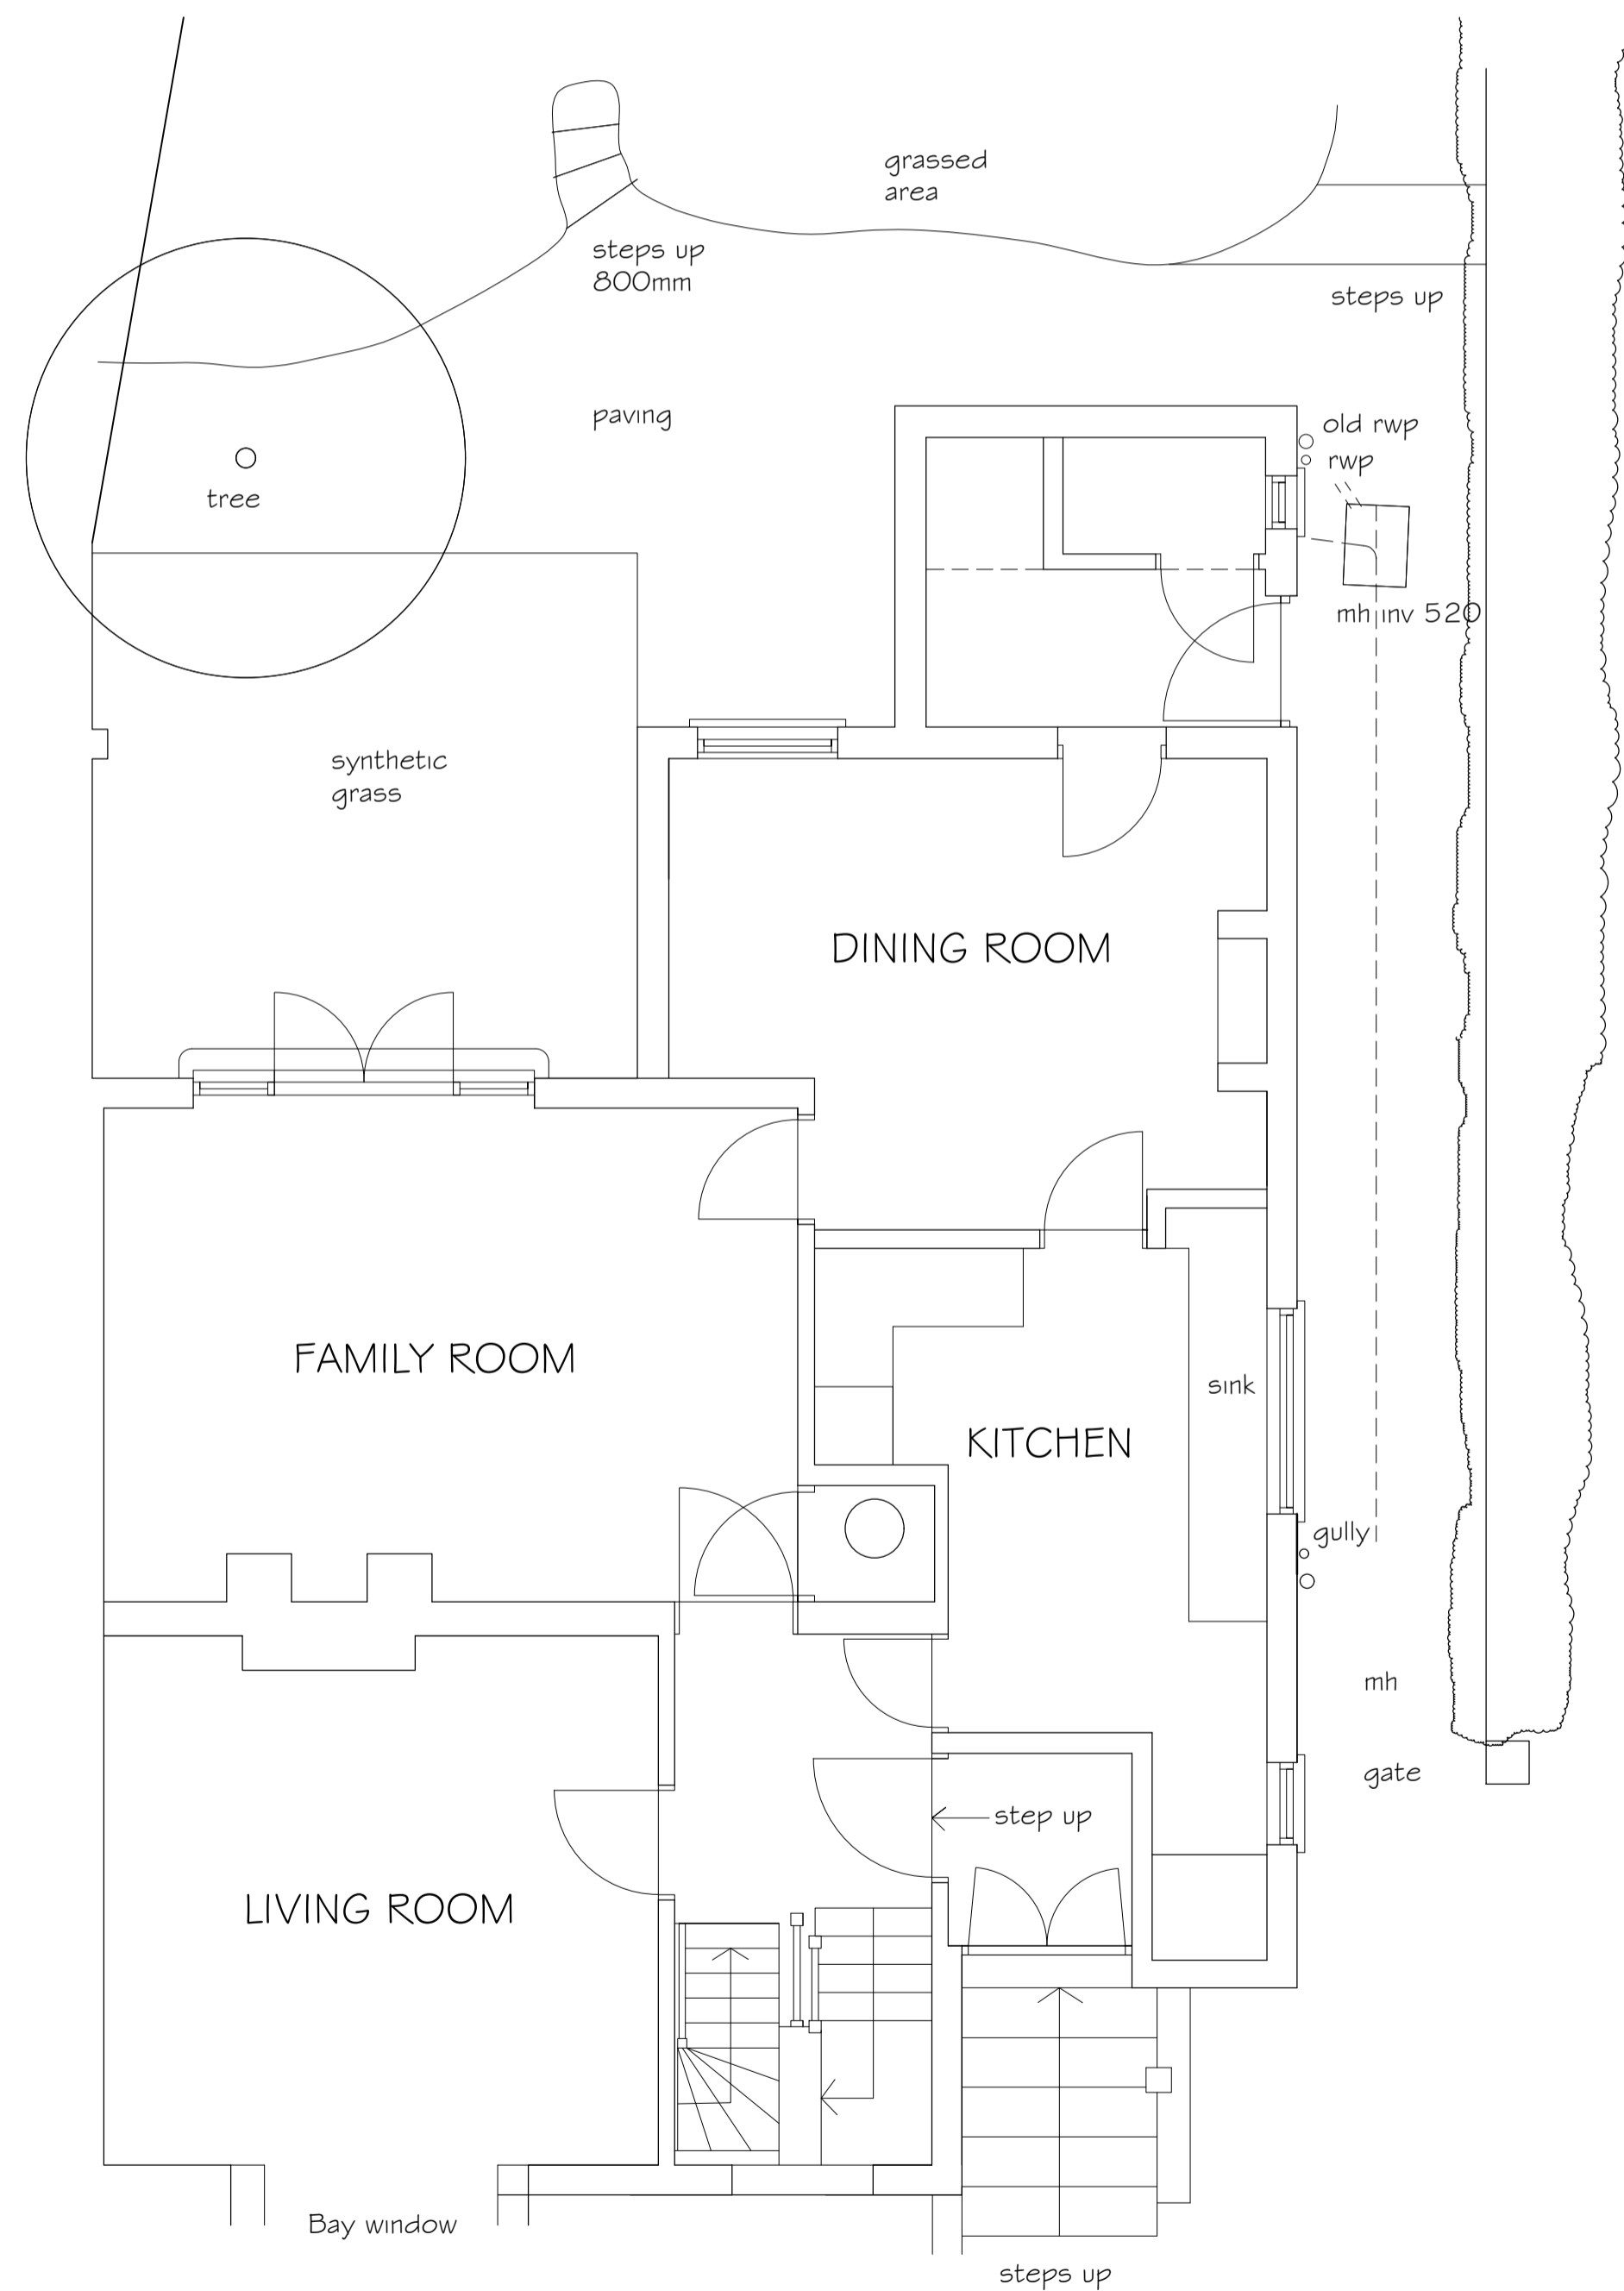 grassed
area
steps up
800mm
steps up
paving
old rwp
rwp
tree
mh inv 520
synthetic
grass
DINING ROOM
FAMILY ROOM
sink
KITCHEN
gully
mh
gate
step up
LIVING ROOM
Bay window
steps up